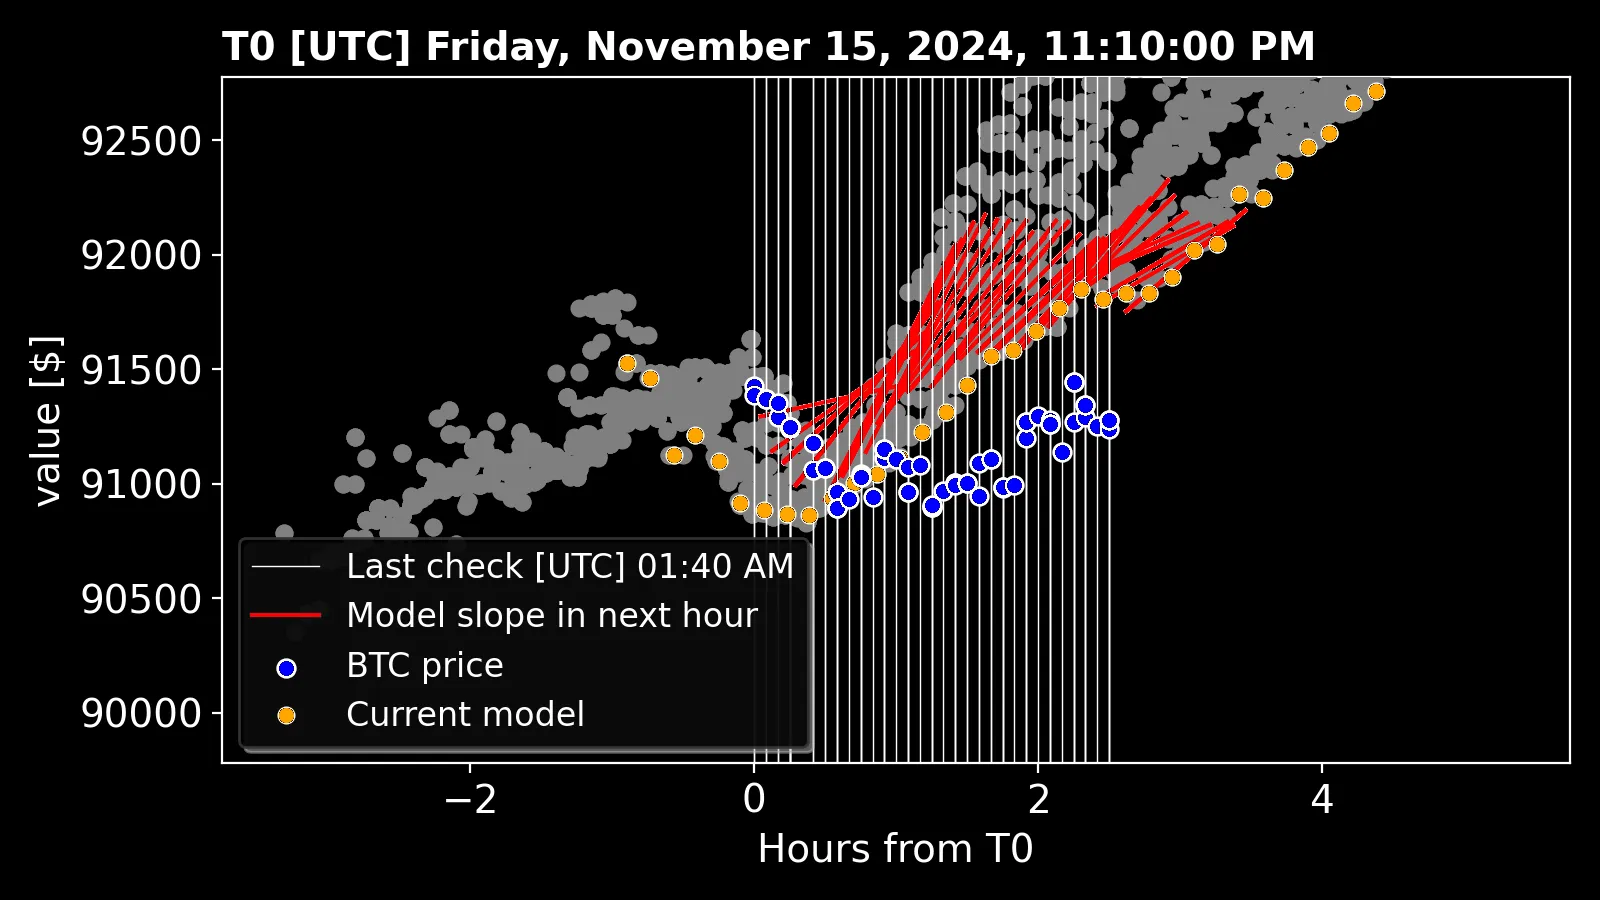 T0 [UTC] Friday, November 15, 2024, 11:10:00 PM
value [$]
92500
92000
91500
91000
90500
90000
Last check [UTC] 01:40 AM
Model slope in next hour
BTC price
Current model
−2 0 2 4
Hours from T0